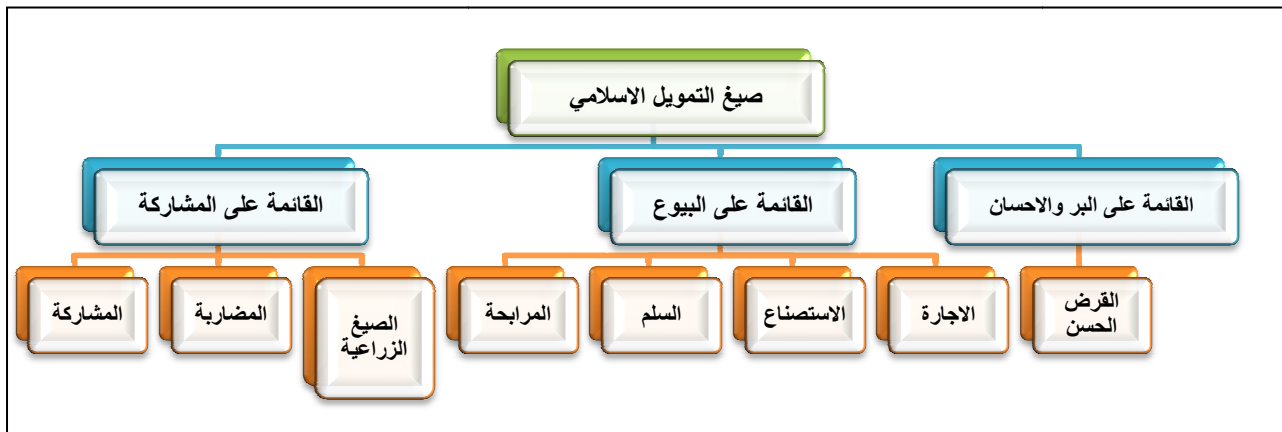 صيغ التمويل الاسلامي
القائمة على البر والاحسان
القائمة على البيوع
القائمة على المشاركة
القرض
الحسن
الاجارة
الاستصناع
السلم
المرابحة
الصيغ
الزراعية
المضاربة
المشاركة